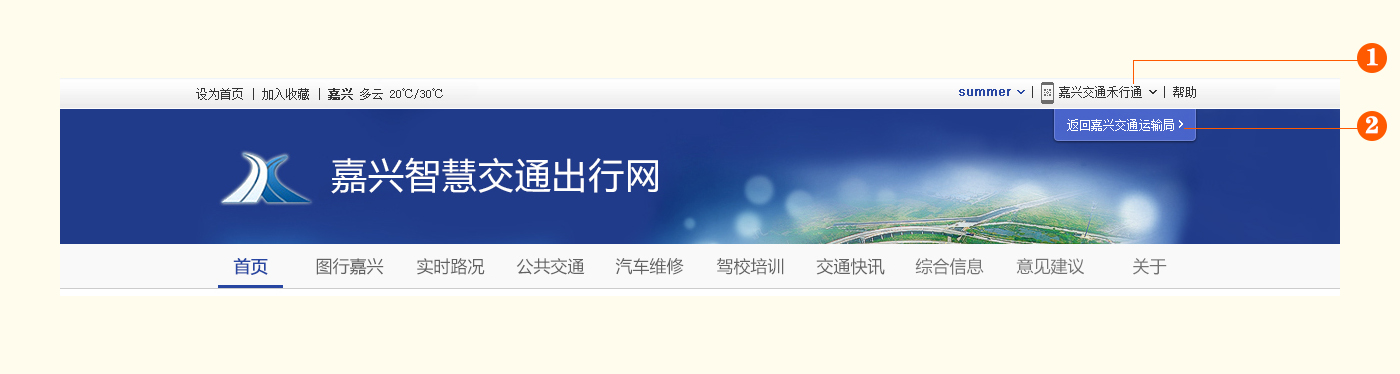 1
设为首页 | 加入收藏 | 嘉兴 多云 20℃/30℃ summer | 嘉兴交通禾行通 | 帮助
返回嘉兴交通运输局 >
2
嘉兴智慧交通出行网
首页 图行嘉兴 实时路况 公共交通 汽车维修 驾校培训 交通快讯 综合信息 意见建议 关于